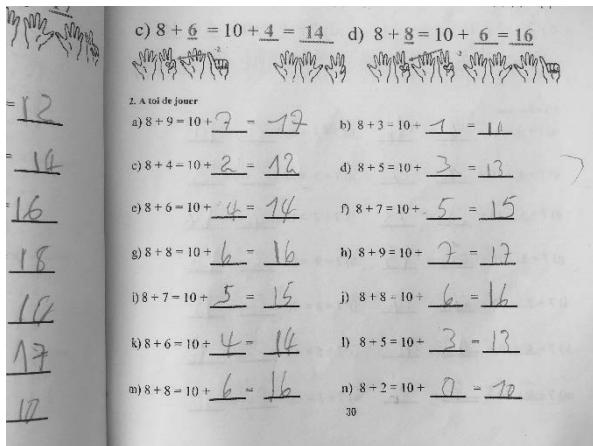 c) 8 + 6 = 10 + 4 = 14 d) 8 + 8 = 10 + 6 = 16
-2 -2
2. A toi de jouer
a) 8 + 9 = 10 + 7 = 17 b) 8 + 3 = 10 + 1 = 11
c) 8 + 4 = 10 + 2 = 12 d) 8 + 5 = 10 + 3 = 13
e) 8 + 6 = 10 + 4 = 14 f) 8 + 7 = 10 + 5 = 15
g) 8 + 8 = 10 + 6 = 16 h) 8 + 9 = 10 + 7 = 17
i) 8 + 7 = 10 + 5 = 15 j) 8 + 8 = 10 + 6 = 16
k) 8 + 6 = 10 + 4 = 14 l) 8 + 5 = 10 + 3 = 13
m) 8 + 8 = 10 + 6 = 16 n) 8 + 2 = 10 + 0 = 10
30
= 12
= 14
= 16
18
17
10